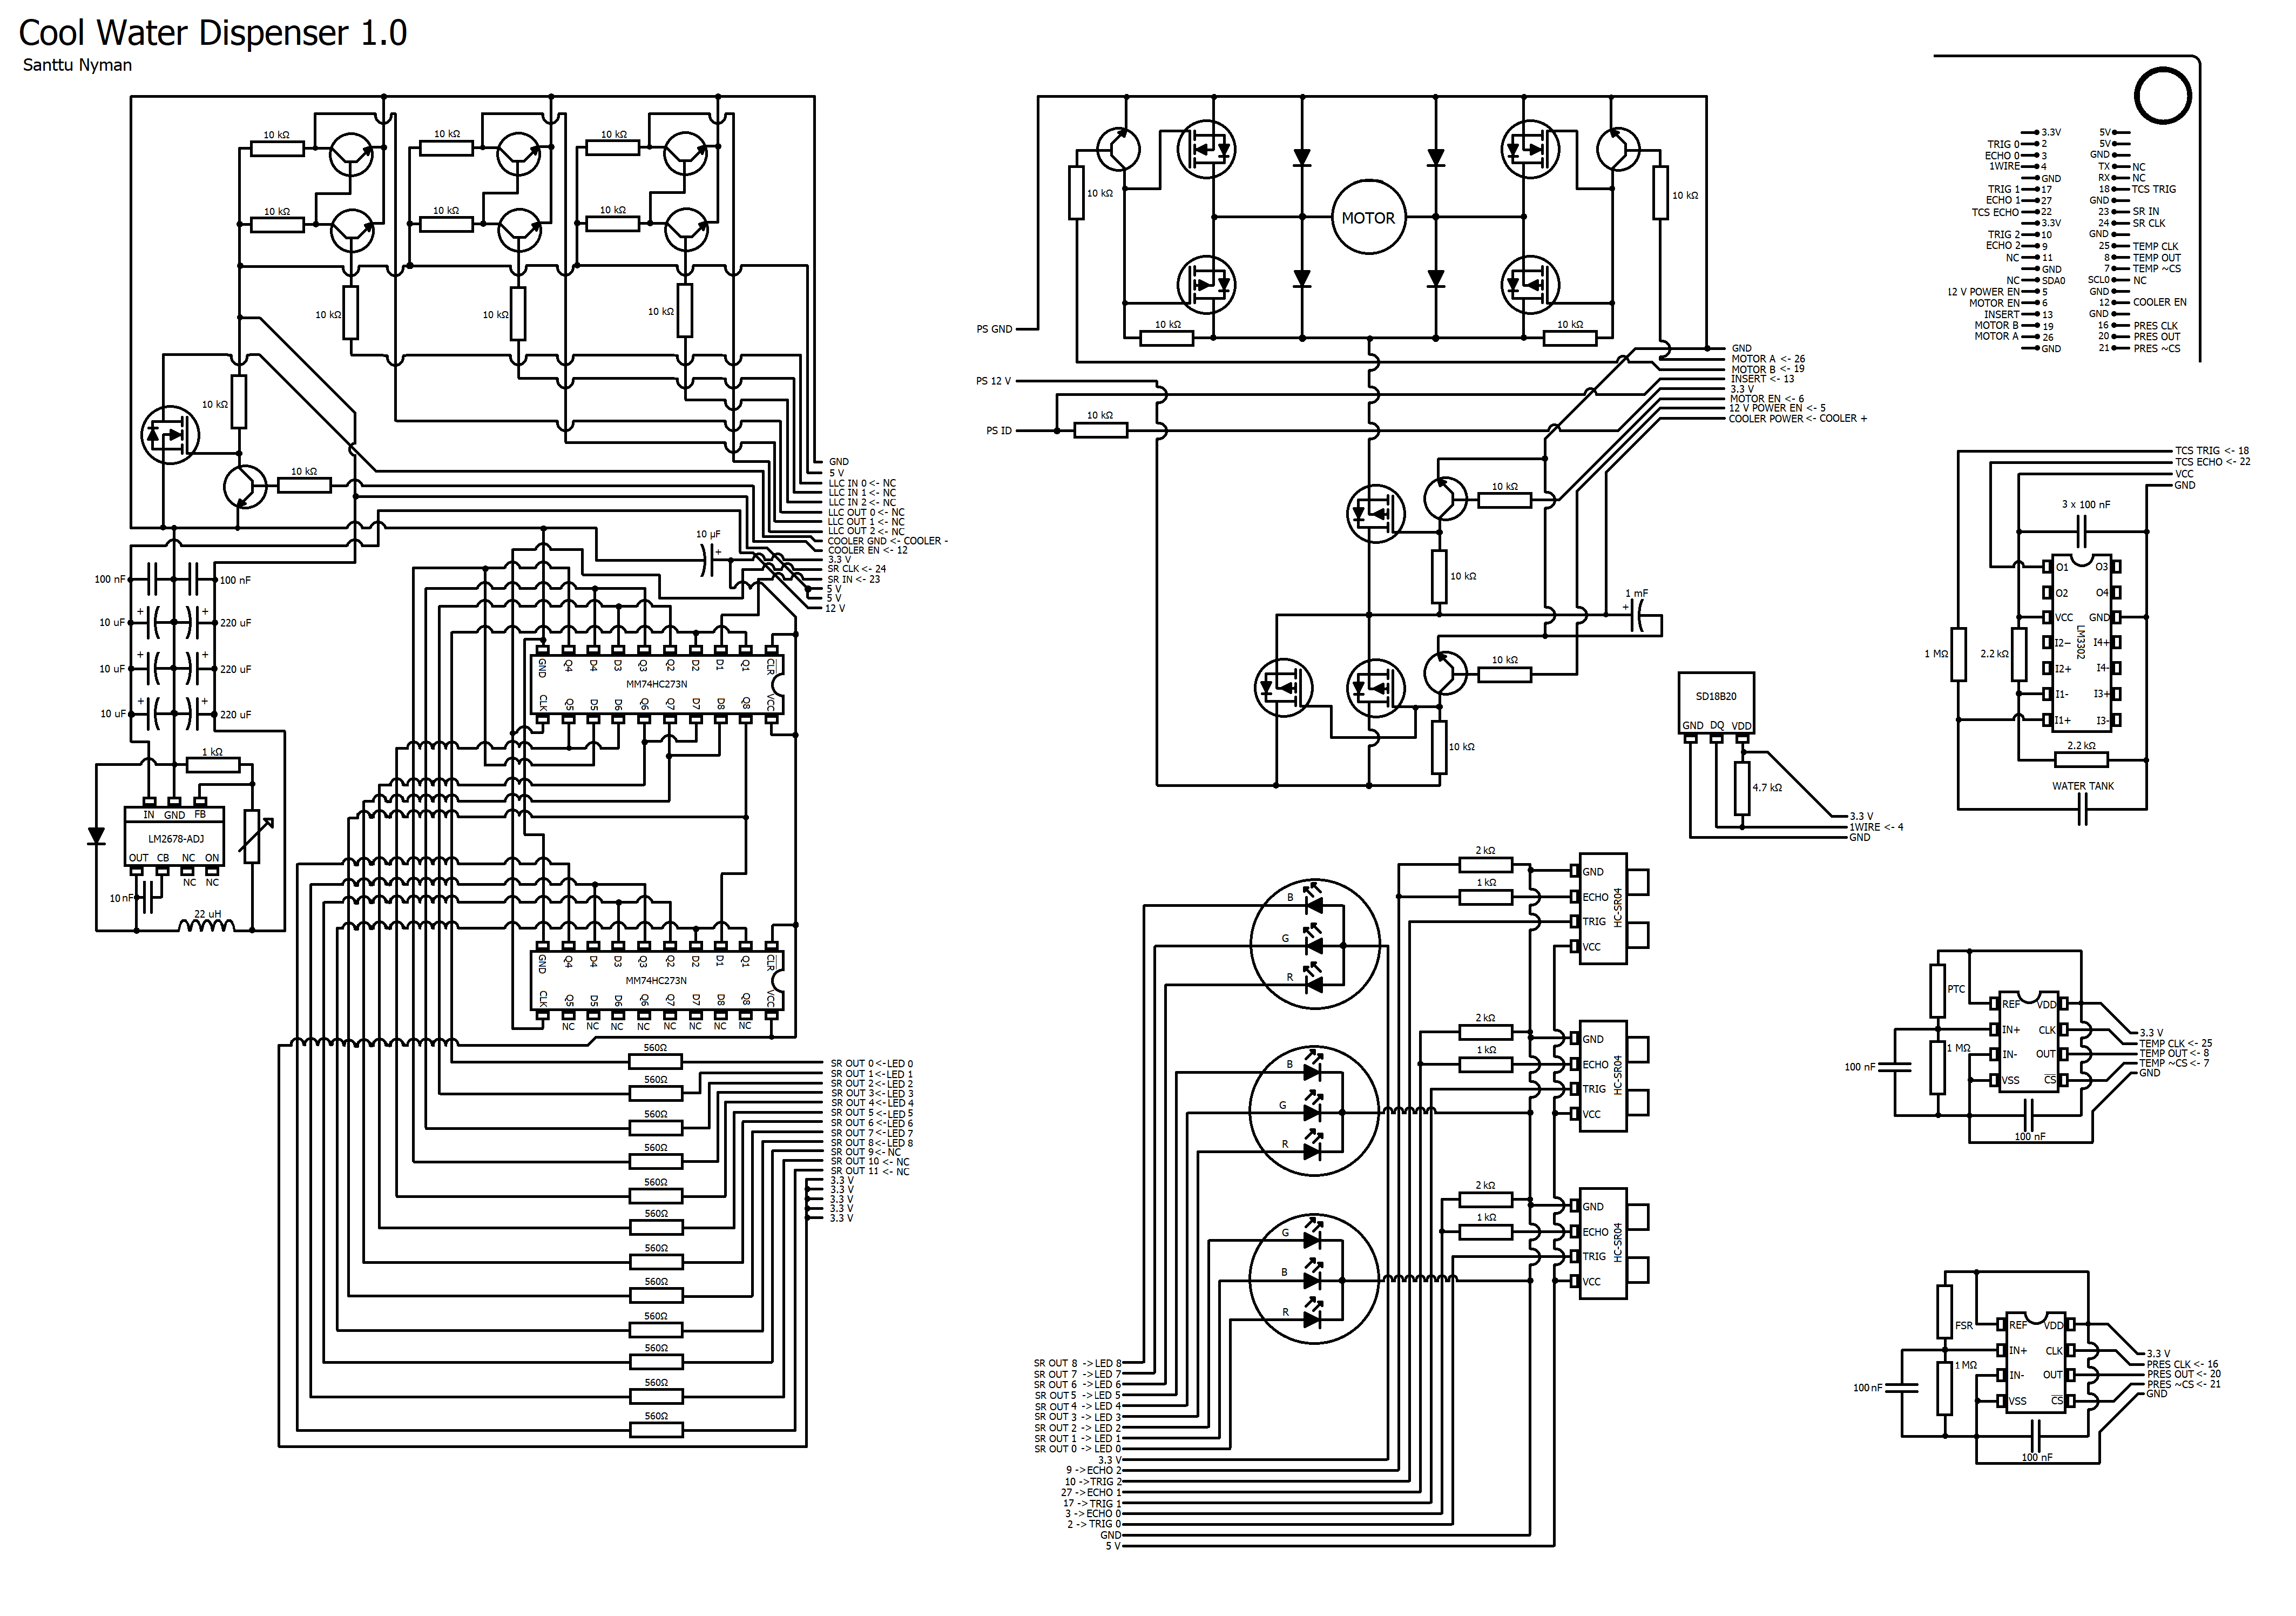 Cool Water Dispenser 1.0
Santtu Nyman
10 kΩ
10 kΩ
10 kΩ
10 kΩ
10 kΩ
10 kΩ
10 kΩ
10 kΩ
10 kΩ
10 kΩ
10 kΩ
GND
5 V
LLC IN 0 <- NC
LLC IN 1 <- NC
LLC IN 2 <- NC
LLC OUT 0 <- NC
LLC OUT 1 <- NC
LLC OUT 2 <- NC
COOLER GND <- COOLER -
COOLER EN <- 12
3.3 V
SR CLK <- 24
SR IN <- 23
5 V
5 V
12 V
10 µF
+
100 nF
100 nF
+
+
10 uF
220 uF
+
+
10 uF
220 uF
+
+
10 uF
220 uF
1 kΩ
IN
GND
FB
LM2678-ADJ
OUT
CB
NC
ON
NC
NC
10 nF
22 uH
GND
Q4
D4
D3
Q3
Q2
D2
D1
Q1
CLR
MM74HC273N
CLK
Q5
D5
D6
Q6
Q7
D7
D8
Q8
VCC
GND
Q4
D4
D3
Q3
Q2
D2
D1
Q1
CLR
MM74HC273N
CLK
Q5
D5
D6
Q6
Q7
D7
D8
Q8
VCC
NC
NC
NC
NC
NC
NC
NC
NC
560Ω
560Ω
560Ω
560Ω
560Ω
560Ω
560Ω
560Ω
560Ω
560Ω
560Ω
560Ω
SR OUT 0 <-LED 0
SR OUT 1 <-LED 1
SR OUT 2 <-LED 2
SR OUT 3 <-LED 3
SR OUT 4 <-LED 4
SR OUT 5 <-LED 5
SR OUT 6 <-LED 6
SR OUT 7 <-LED 7
SR OUT 8 <-LED 8
SR OUT 9 <- NC
SR OUT 10 <- NC
SR OUT 11 <- NC
3.3 V
3.3 V
3.3 V
3.3 V
3.3 V
10 kΩ
10 kΩ
MOTOR
10 kΩ
10 kΩ
PS GND
PS 12 V
PS ID
10 kΩ
GND
MOTOR A <- 26
MOTOR B <- 19
INSERT <- 13
3.3 V
MOTOR EN <- 6
12 V POWER EN <- 5
COOLER POWER <- COOLER +
10 kΩ
10 kΩ
1 mF
+
10 kΩ
10 kΩ
SD18B20
GND
DQ
VDD
4.7 kΩ
3.3 V
1WIRE <- 4
GND
B
G
R
B
G
R
G
B
R
2 kΩ
1 kΩ
GND
ECHO
TRIG
VCC
HC-SR04
2 kΩ
1 kΩ
GND
ECHO
TRIG
VCC
HC-SR04
2 kΩ
1 kΩ
GND
ECHO
TRIG
VCC
HC-SR04
SR OUT 8 ->LED 8
SR OUT 7 ->LED 7
SR OUT 6 ->LED 6
SR OUT 5 ->LED 5
SR OUT 4 ->LED 4
SR OUT 3 ->LED 3
SR OUT 2 ->LED 2
SR OUT 1 ->LED 1
SR OUT 0 ->LED 0
3.3 V
9 ->ECHO 2
10 ->TRIG 2
27 ->ECHO 1
17 ->TRIG 1
3 ->ECHO 0
2 -> TRIG 0
GND
5 V
3.3V 5V
TRIG 0 2 5V
ECHO 0 3 GND
1WIRE 4 TX NC
GND RX NC
TRIG 1 17 18 TCS TRIG
ECHO 1 27 GND
TCS ECHO 22 23 SR IN
3.3V 24 SR CLK
TRIG 2 10 GND
ECHO 2 9 25 TEMP CLK
NC 11 8 TEMP OUT
GND 7 TEMP ~CS
NC SDA0 SCL0 NC
12 V POWER EN 5 GND
MOTOR EN 6 12 COOLER EN
INSERT 13 GND
MOTOR B 19 16 PRES CLK
MOTOR A 26 20 PRES OUT
GND 21 PRES ~CS
TCS TRIG <- 18
TCS ECHO <- 22
VCC
GND
3 x 100 nF
O1
O3
O2
O4
VCC
GND
I2-
I4+
I2+
I4-
I1-
I3+
I1+
I3-
LM3302
1 MΩ
2.2 kΩ
2.2 kΩ
WATER TANK
PTC
1 MΩ
100 nF
REF
VDD
IN+
CLK
IN-
OUT
VSS
CS
100 nF
3.3 V
TEMP CLK <- 25
TEMP OUT <- 8
TEMP ~CS <- 7
GND
FSR
1 MΩ
100 nF
REF
VDD
IN+
CLK
IN-
OUT
VSS
CS
100 nF
3.3 V
PRES CLK <- 16
PRES OUT <- 20
PRES ~CS <- 21
GND